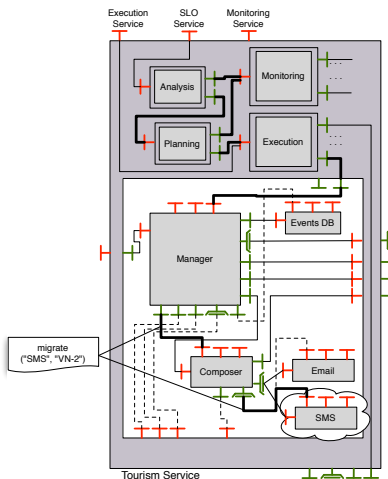 Execution
Service
SLO
Service
Monitoring
Service
Analysis
Monitoring
. . .
. . .
Planning
Execution
. . .
. . .
Events DB
Manager
migrate
("SMS", "VN-2")
Composer
Email
SMS
Tourism Service